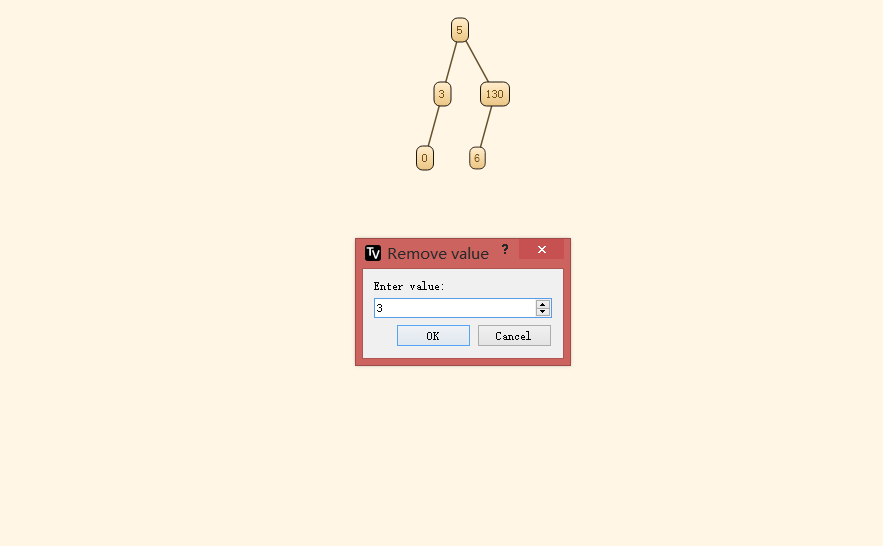 5
3 130
0 6
TV Remove value ?
Enter value:
3
OK Cancel